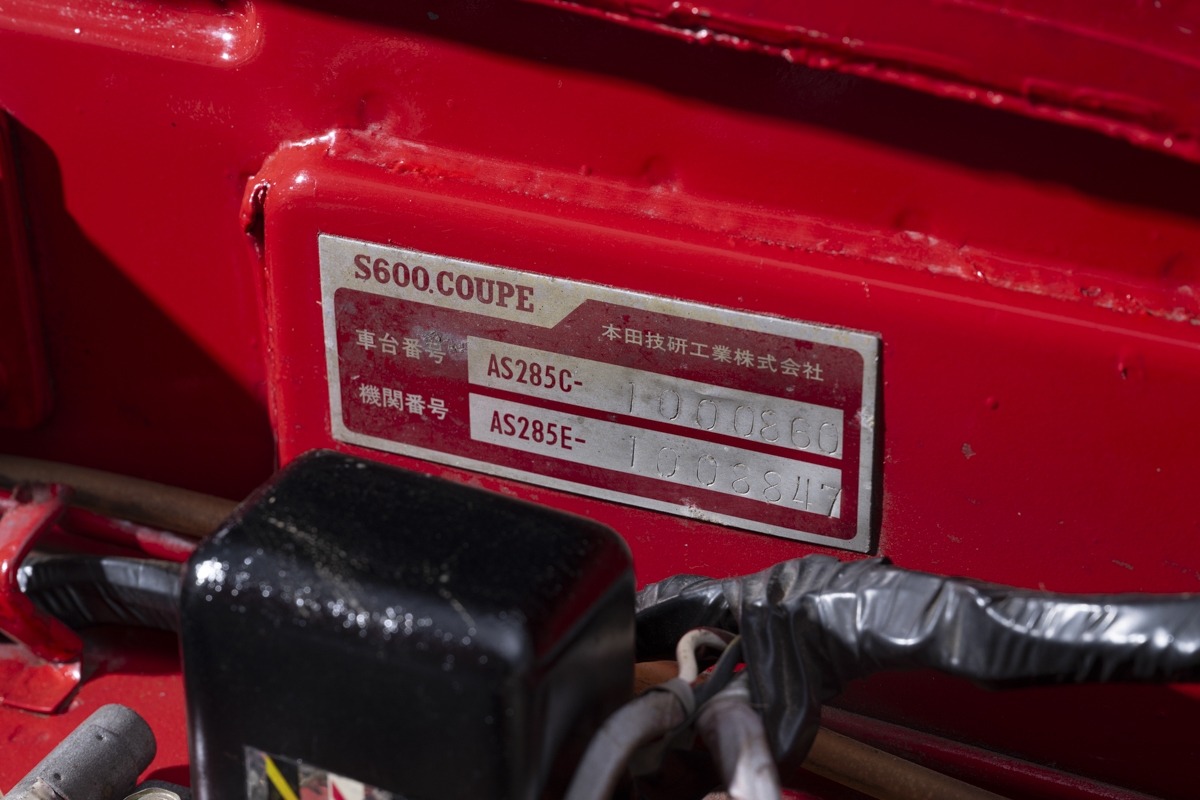 S600.COUPE
本田技研工業株式会社
車台番号 AS285C- 1000860
機関番号 AS285E- 1003847